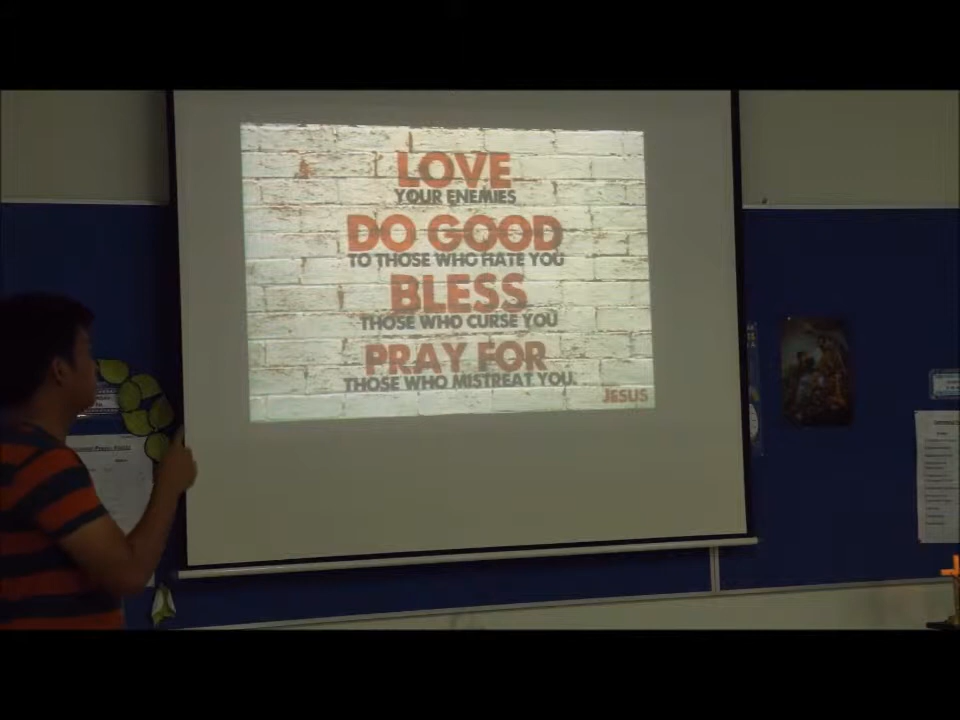 LOVE
YOUR ENEMIES
DO GOOD
TO THOSE WHO HATE YOU
BLESS
THOSE WHO CURSE YOU
PRAY FOR
THOSE WHO MISTREAT YOU.
JESUS